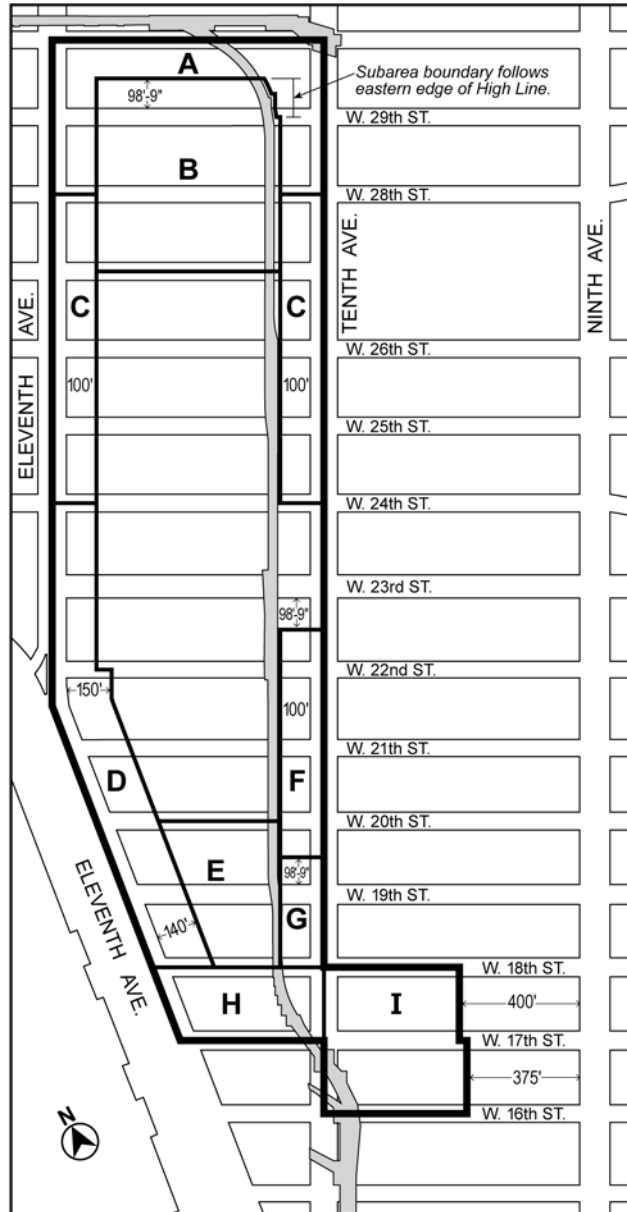 A
98'-9"
Subarea boundary follows
eastern edge of High Line.
W. 29th ST.
B
W. 28th ST.
TENTH AVE.
NINTH AVE.
C
C
ELEVENTH AVE.
W. 26th ST.
100'
100'
W. 25th ST.
W. 24th ST.
W. 23rd ST.
98'-9"
W. 22nd ST.
150'
100'
W. 21th ST.
D
F
W. 20th ST.
E
98'-9"
W. 19th ST.
ELEVENTH AVE.
140'
G
W. 18th ST.
H
I
400'
W. 17th ST.
375'
W. 16th ST.
N